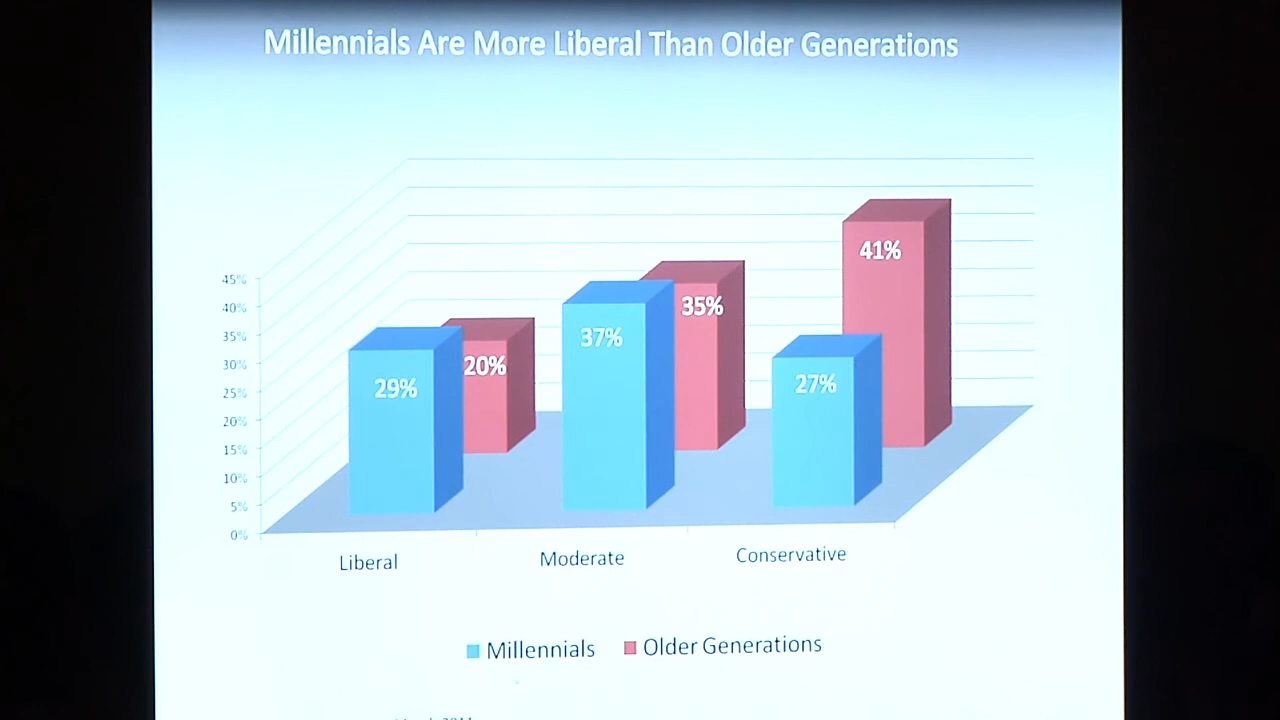 Millennials Are More Liberal Than Older Generations
45%
40%
35%
30%
25%
20%
15%
10%
5%
0%
29%
20%
37%
35%
27%
41%
Liberal
Moderate
Conservative
Millennials
Older Generations